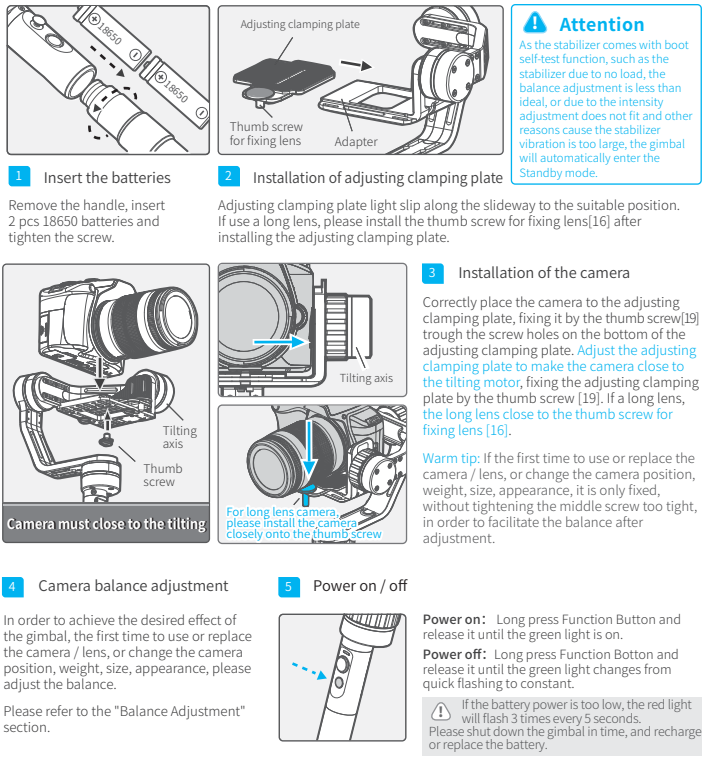 18650
18650
Adjusting clamping plate
Thumb screw
for fixing lens
Adapter
Attention
As the stabilizer comes with boot
self-test function, such as the
stabilizer due to no load, the
balance adjustment is less than
ideal, or due to the intensity
adjustment does not fit and other
reasons cause the stabilizer
vibration is too large, the gimbal
will automatically enter the
Standby mode.
1 Insert the batteries
Remove the handle, insert
2 pcs 18650 batteries and
tighten the screw.
2 Installation of adjusting clamping plate
Adjusting clamping plate light slip along the slideway to the suitable position.
If use a long lens, please install the thumb screw for fixing lens[16] after
installing the adjusting clamping plate.
Tilting
axis
Thumb
screw
Camera must close to the tilting
Tilting axis
For long lens camera,
please install the camera
closely onto the thumb screw
3 Installation of the camera
Correctly place the camera to the adjusting
clamping plate, fixing it by the thumb screw[19]
trough the screw holes on the bottom of the
adjusting clamping plate. Adjust the adjusting
clamping plate to make the camera close to
the tilting motor, fixing the adjusting clamping
plate by the thumb screw [19]. If a long lens,
the long lens close to the thumb screw for
fixing lens [16].
Warm tip: If the first time to use or replace the
camera / lens, or change the camera position,
weight, size, appearance, it is only fixed,
without tightening the middle screw too tight,
in order to facilitate the balance after
adjustment.
4 Camera balance adjustment
In order to achieve the desired effect of
the gimbal, the first time to use or replace
the camera / lens, or change the camera
position, weight, size, appearance, please
adjust the balance.
Please refer to the "Balance Adjustment"
section.
5 Power on / off
Power on: Long press Function Button and
release it until the green light is on.
Power off: Long press Function Botton and
release it until the green light changes from
quick flashing to constant.
If the battery power is too low, the red light
will flash 3 times every 5 seconds.
Please shut down the gimbal in time, and recharge
or replace the battery.